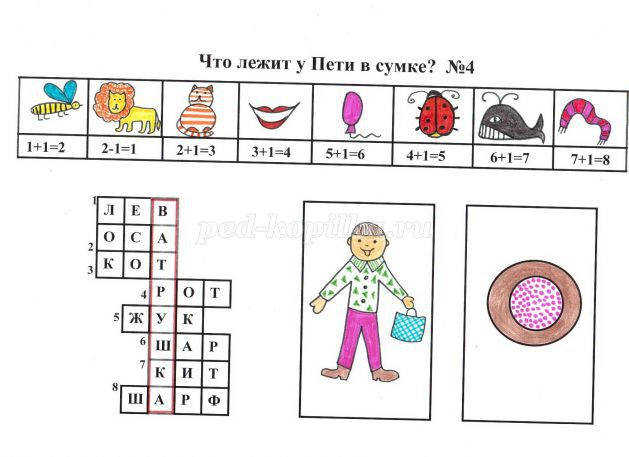 Что лежит у Пети в сумке? №4
1+1=2 2-1=1 2+1=3 3+1=4 5+1=6 4+1=5 6+1=7 7+1=8
1 Л Е В
2 О С А
3 К О Т
4 Р О Т
5 Ж У К
6 Ш А Р
7 К И Т
8 Ш А Р Ф
ped-kopilka.ru